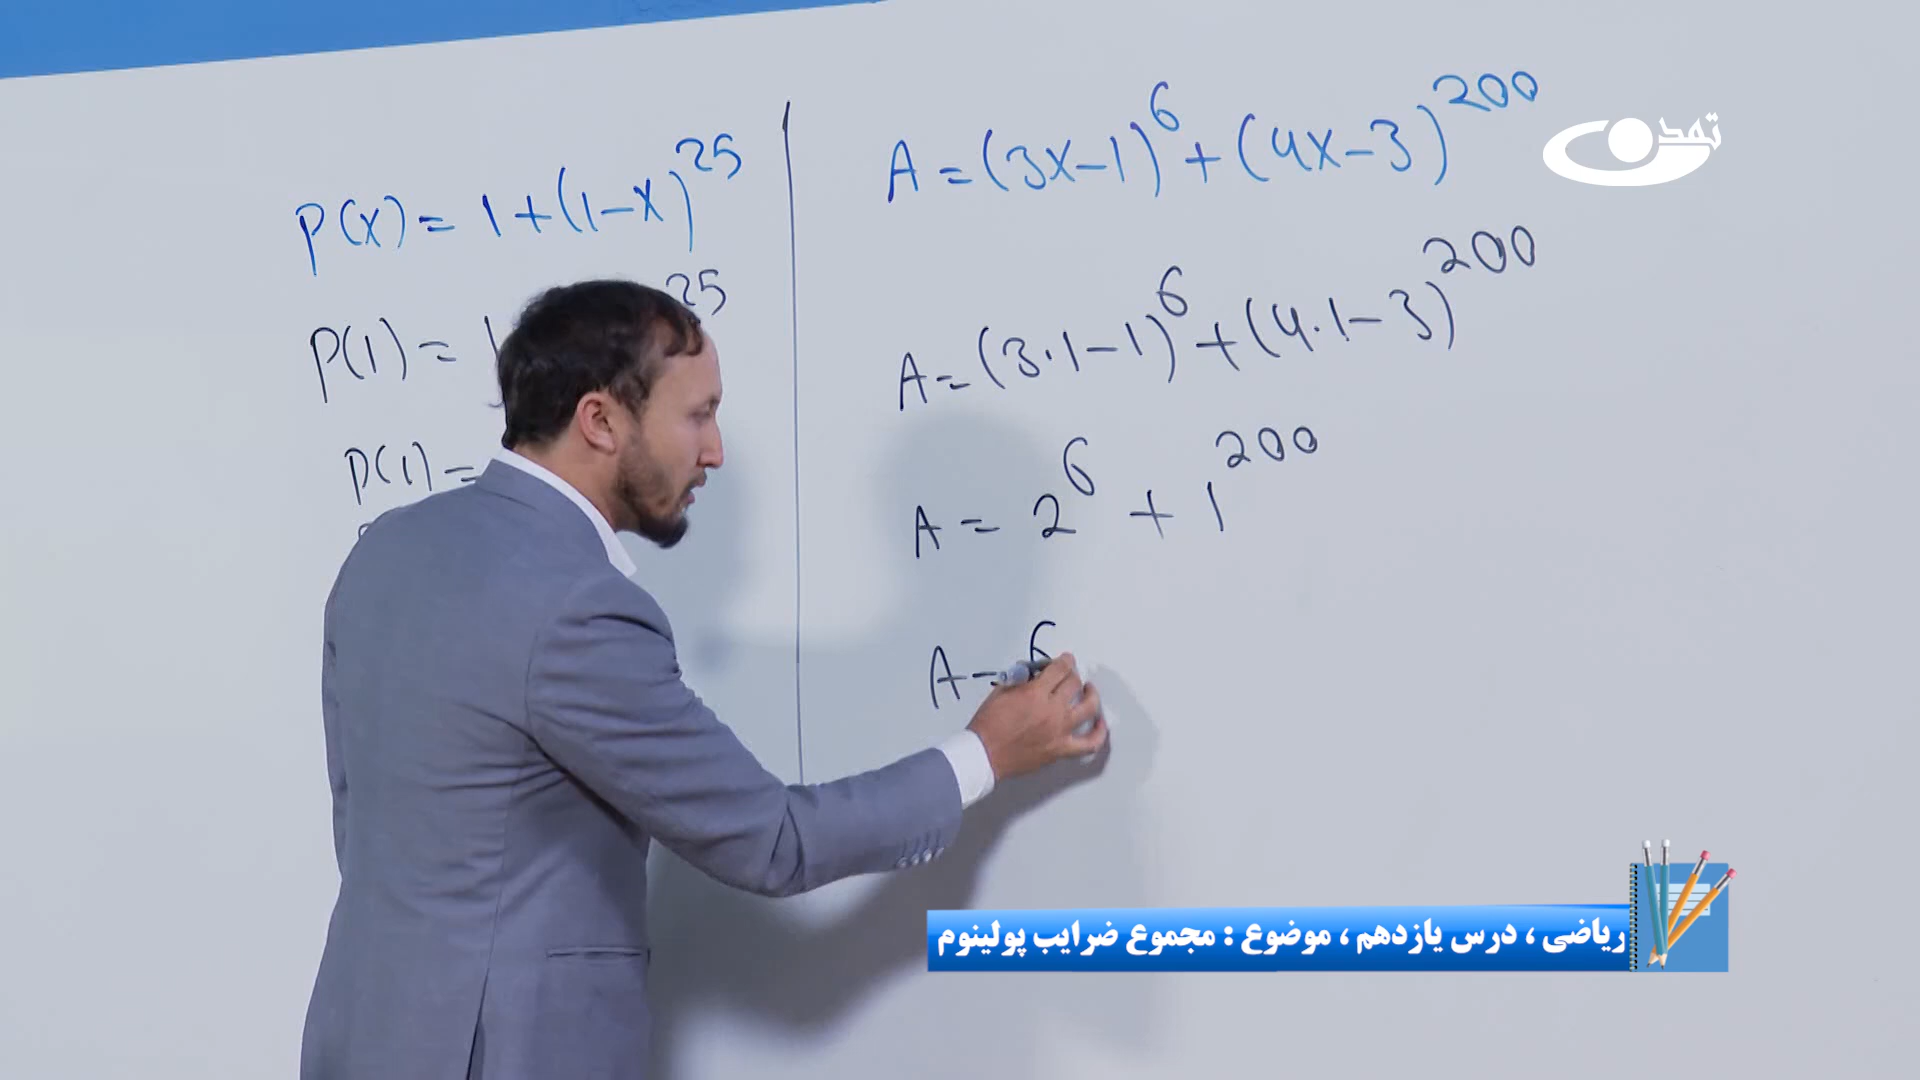 P(x) = 1 + (1 - x)^25
P(1) = 1 25
P(1) =
A = (3x - 1)^6 + (4x - 3)^200
A = (3·1 - 1)^6 + (4·1 - 3)^200
A = 2^6 + 1^200
A = 6
تمدن
ریاضی ، درس یازدهم ، موضوع : مجموع ضرایب پولینوم